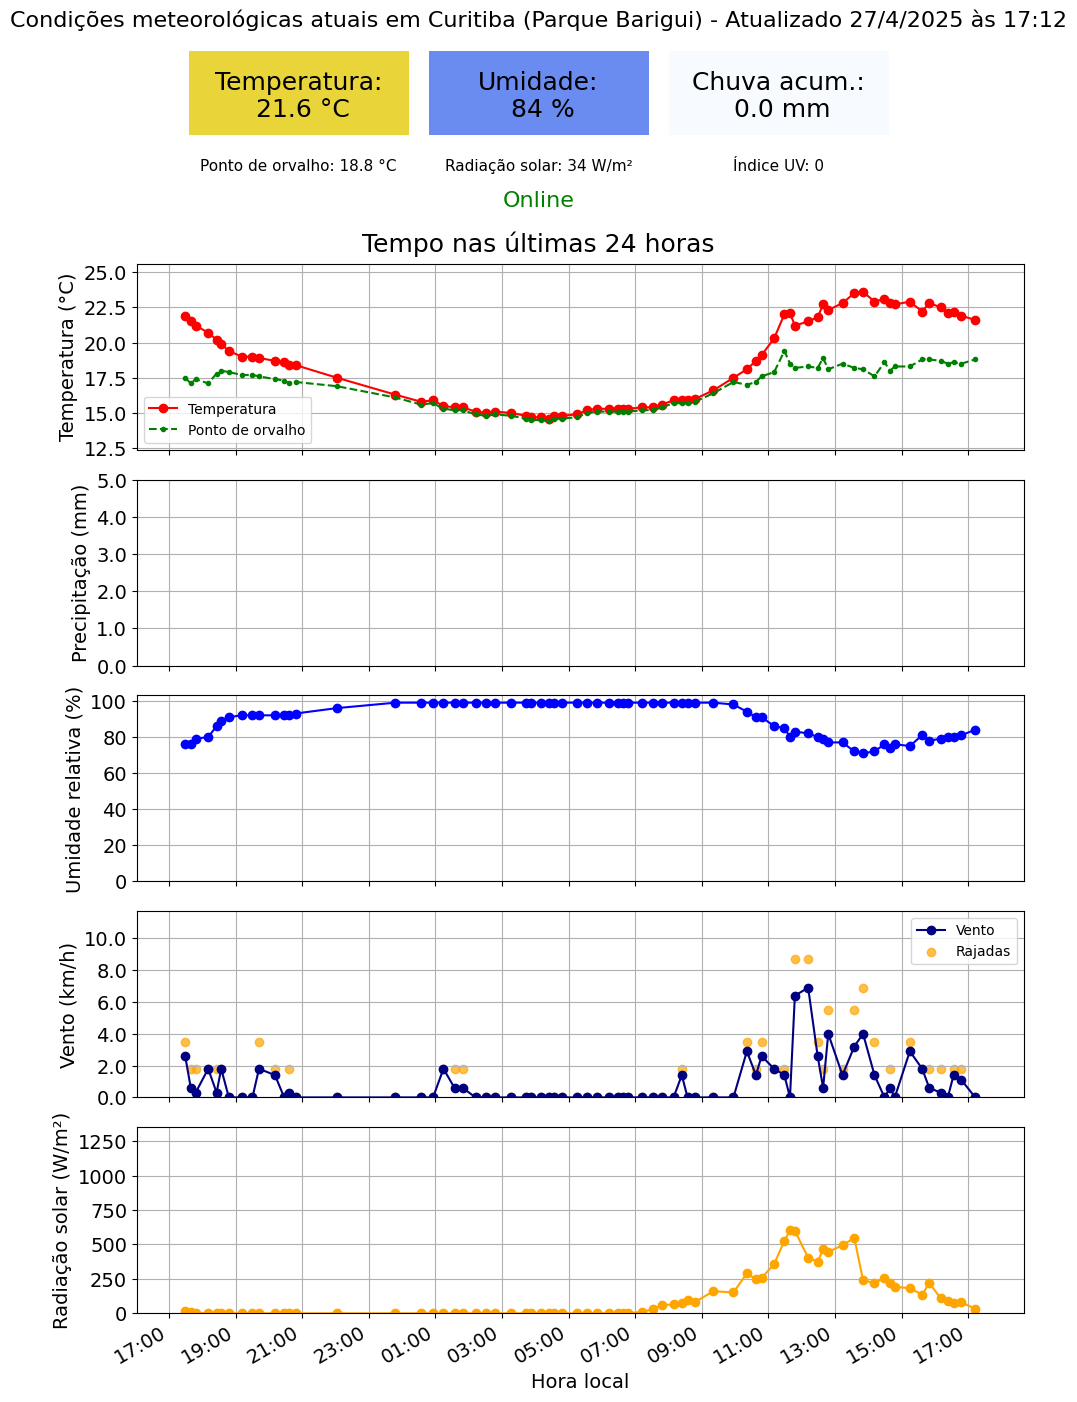 Condições meteorológicas atuais em Curitiba (Parque Barigui) - Atualizado 27/4/2025 às 17:12
Temperatura:
21.6 °C
Umidade:
84 %
Chuva acum.:
0.0 mm
Ponto de orvalho: 18.8 °C
Radiação solar: 34 W/m²
Índice UV: 0
Online
Tempo nas últimas 24 horas
Temperatura (°C)
25.0
22.5
20.0
17.5
15.0
12.5
Temperatura
Ponto de orvalho
Precipitação (mm)
5.0
4.0
3.0
2.0
1.0
0.0
Umidade relativa (%)
100
80
60
40
20
0
Vento (km/h)
10.0
8.0
6.0
4.0
2.0
0.0
Vento
Rajadas
Radiação solar (W/m²)
1250
1000
750
500
250
0
17:00
19:00
21:00
23:00
01:00
03:00
05:00
07:00
09:00
11:00
13:00
15:00
17:00
Hora local